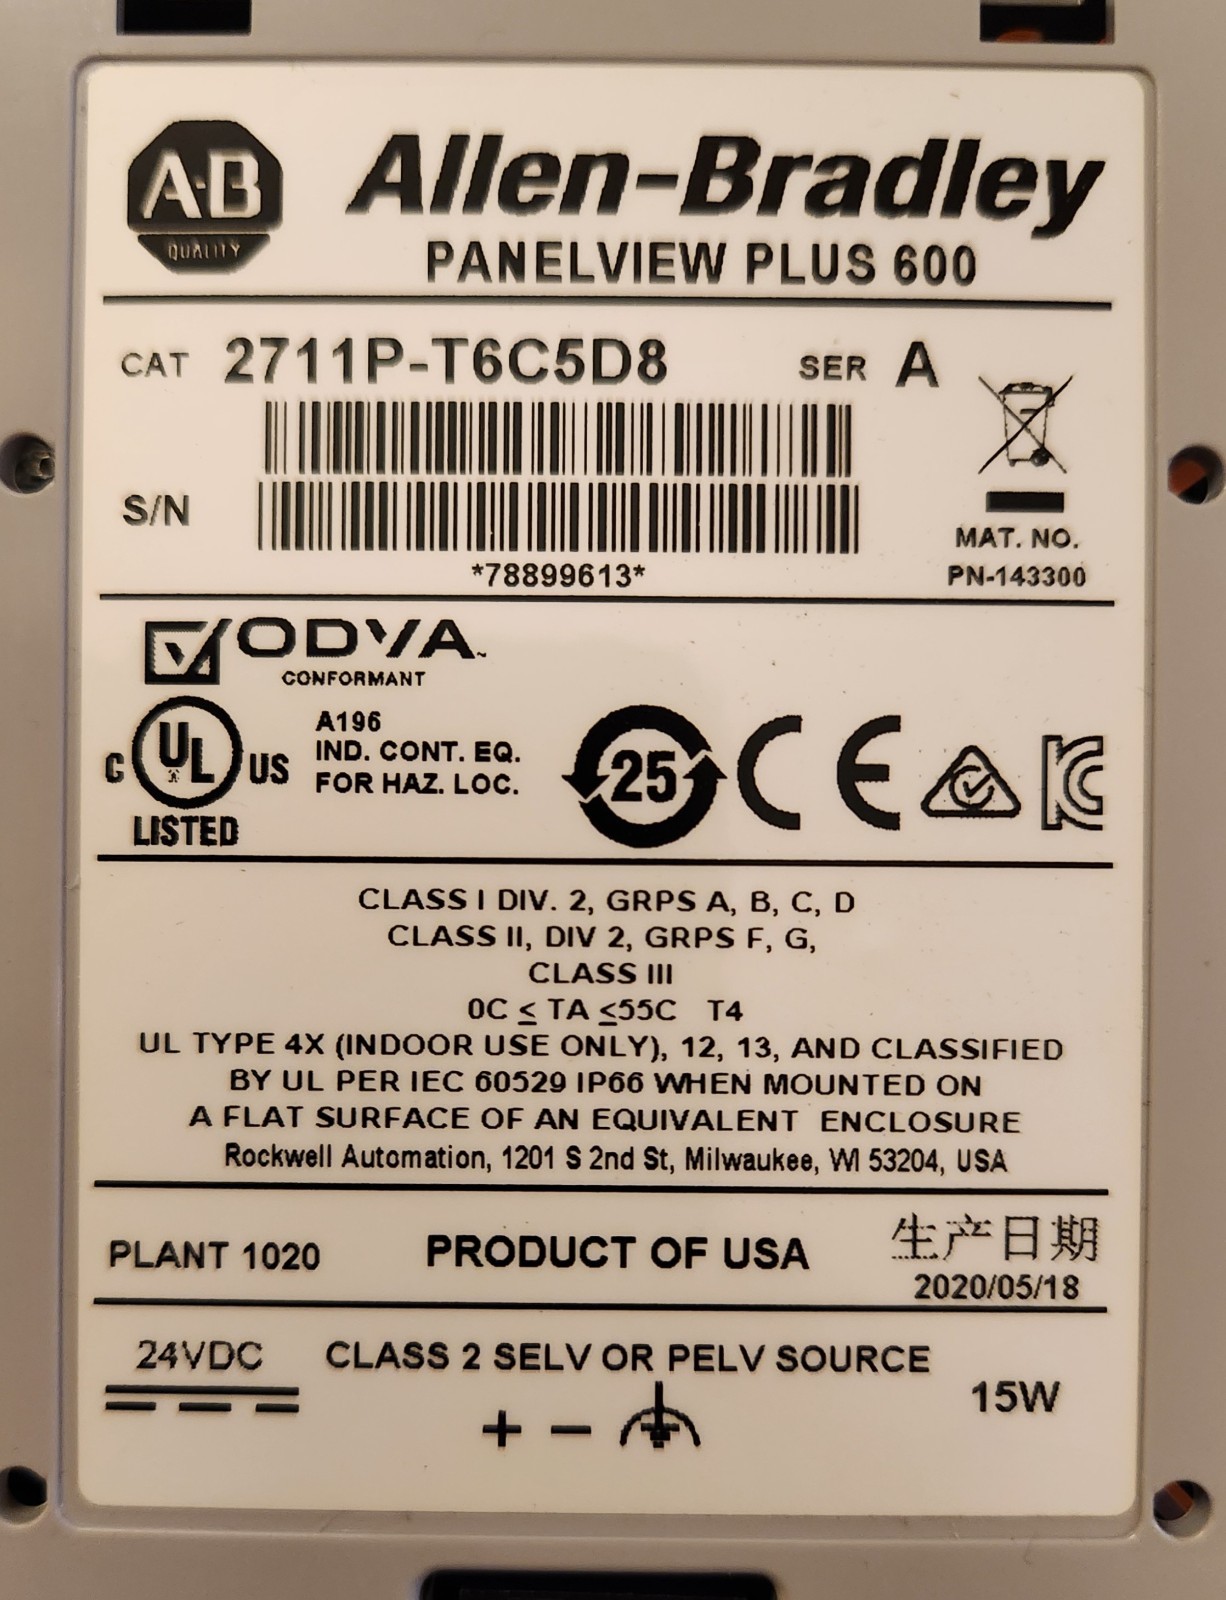 A·B
QUALITY
Allen-Bradley
PANELVIEW PLUS 600
CAT 2711P-T6C5D8 SER A
S/N
*78899613*
MAT. NO.
PN-143300
ODVA™
CONFORMANT
C UL US
LISTED
A196
IND. CONT. EQ.
FOR HAZ. LOC.
25
CE
KC
CLASS I DIV. 2, GRPS A, B, C, D
CLASS II, DIV 2, GRPS F, G,
CLASS III
0C ≤ TA ≤55C T4
UL TYPE 4X (INDOOR USE ONLY), 12, 13, AND CLASSIFIED
BY UL PER IEC 60529 IP66 WHEN MOUNTED ON
A FLAT SURFACE OF AN EQUIVALENT ENCLOSURE
Rockwell Automation, 1201 S 2nd St, Milwaukee, WI 53204, USA
PLANT 1020
PRODUCT OF USA
生产日期
2020/05/18
24VDC
CLASS 2 SELV OR PELV SOURCE
15W
+ −